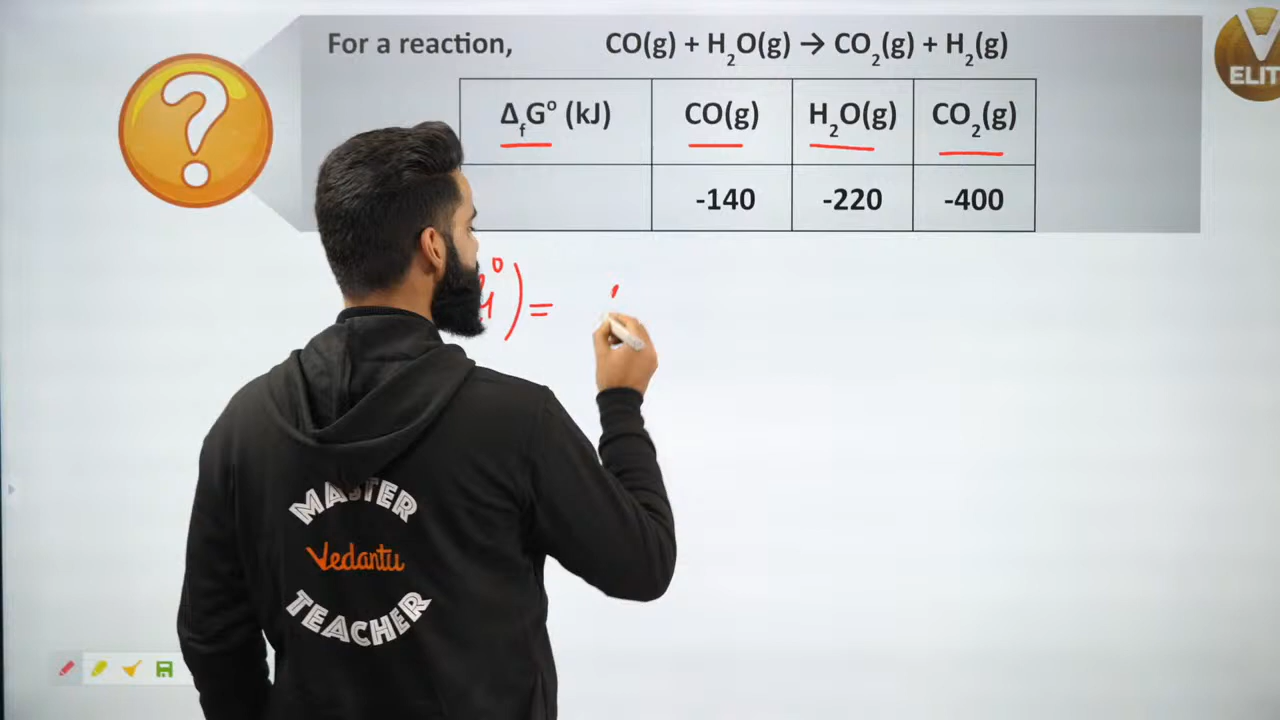 For a reaction, CO(g) + H₂O(g) → CO₂(g) + H₂(g)
ΔfG° (kJ) CO(g) H₂O(g) CO₂(g)
-140 -220 -400
°) =
MASTER
Vedantu
TEACHER
V
ELIT